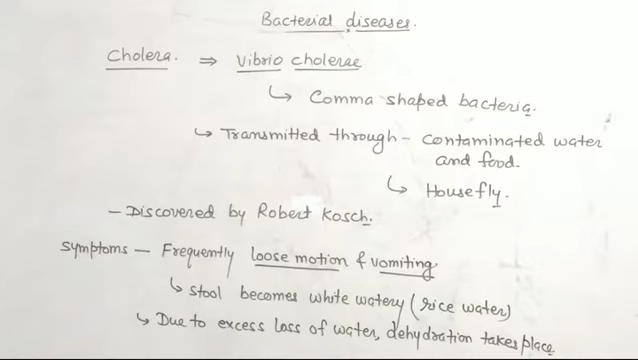 Bacterial diseases.
Cholera. ⇒ Vibrio cholerae
↳ Comma shaped bacteria.
↳ Transmitted through - contaminated water
and food.
↳ Housefly.
- Discovered by Robert Kosch.
Symptoms - Frequently loose motion & vomiting
↳ stool becomes white watery (rice water)
↳ Due to excess loss of water, dehydration takes place